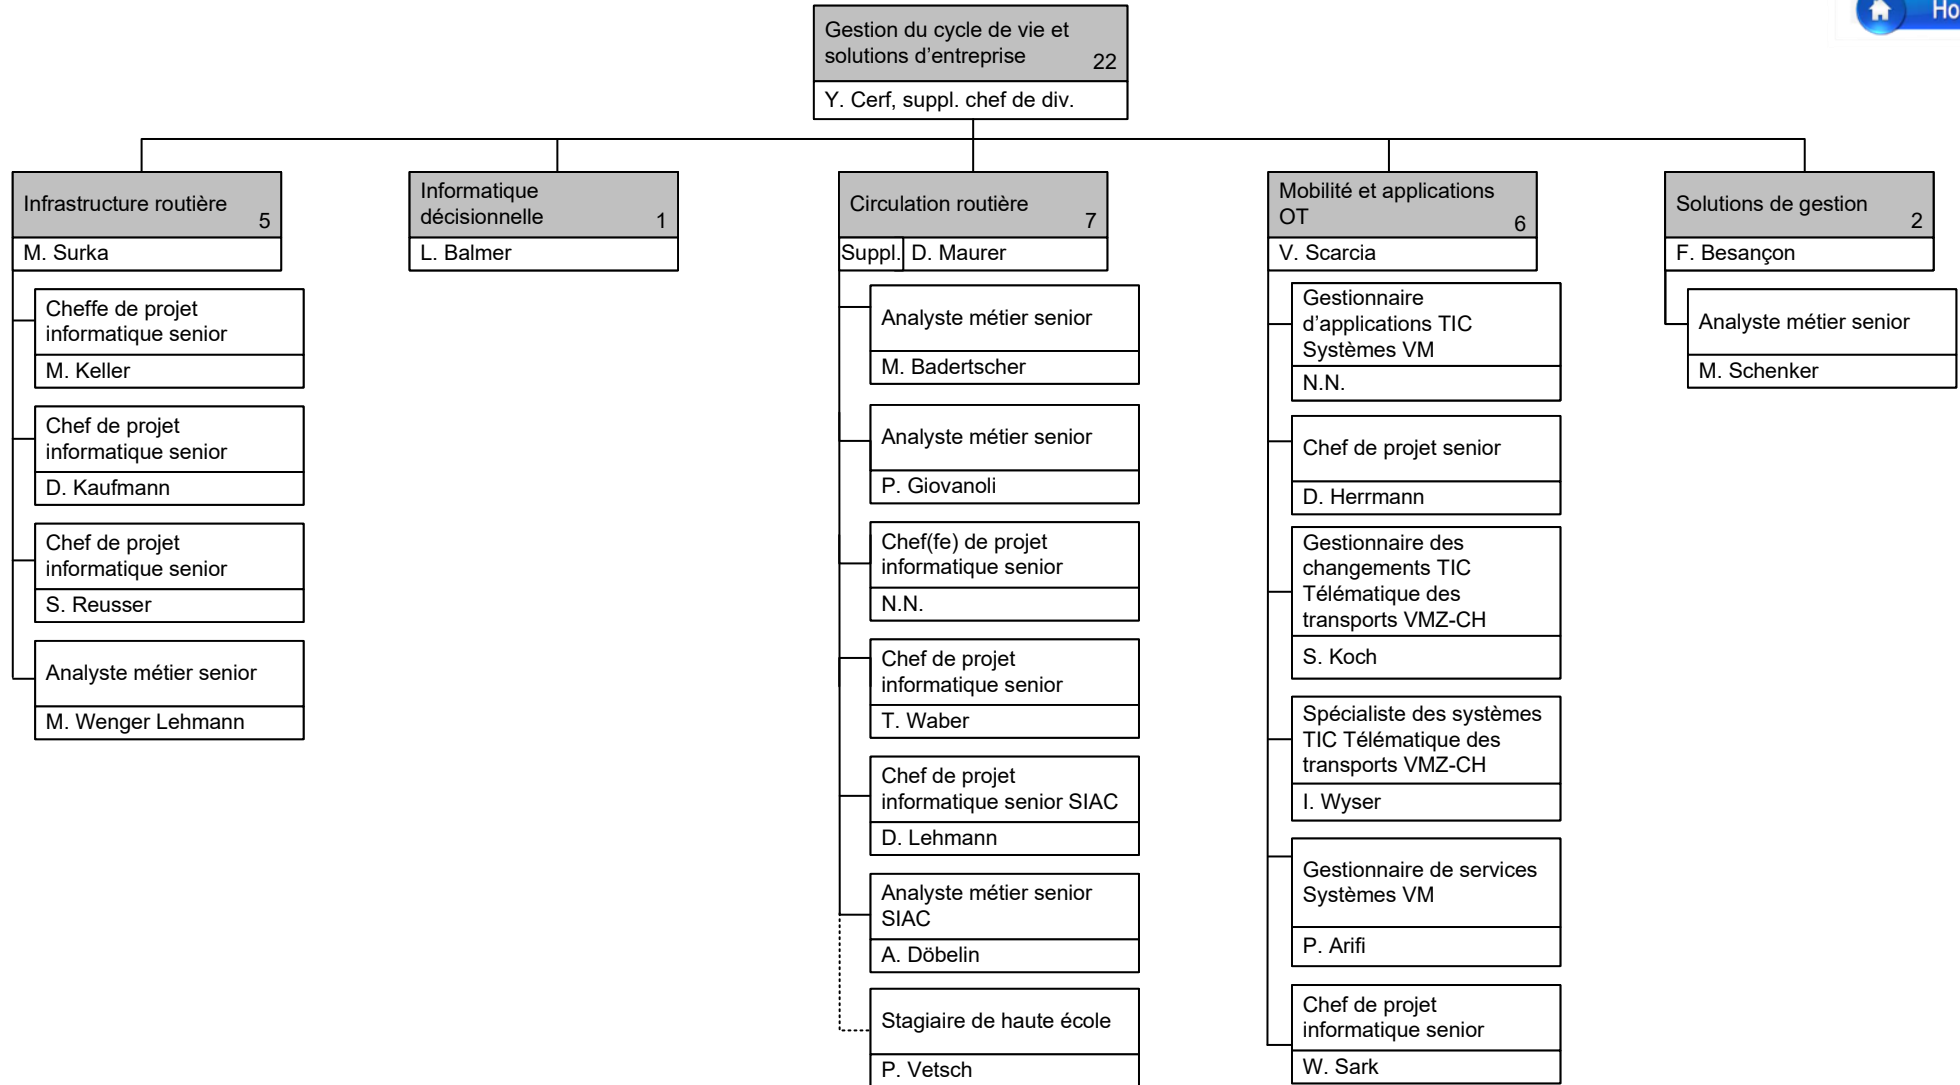 Ho
Gestion du cycle de vie et
solutions d’entreprise
22
Y. Cerf, suppl. chef de div.
Infrastructure routière
5
M. Surka
Cheffe de projet
informatique senior
M. Keller
Chef de projet
informatique senior
D. Kaufmann
Chef de projet
informatique senior
S. Reusser
Analyste métier senior
M. Wenger Lehmann
Informatique
décisionnelle
1
L. Balmer
Circulation routière
7
Suppl. D. Maurer
Analyste métier senior
M. Badertscher
Analyste métier senior
P. Giovanoli
Chef(fe) de projet
informatique senior
N.N.
Chef de projet
informatique senior
T. Waber
Chef de projet
informatique senior SIAC
D. Lehmann
Analyste métier senior
SIAC
A. Döbelin
Stagiaire de haute école
P. Vetsch
Mobilité et applications
OT
6
V. Scarcia
Gestionnaire
d’applications TIC
Systèmes VM
N.N.
Chef de projet senior
D. Herrmann
Gestionnaire des
changements TIC
Télématique des
transports VMZ-CH
S. Koch
Spécialiste des systèmes
TIC Télématique des
transports VMZ-CH
I. Wyser
Gestionnaire de services
Systèmes VM
P. Arifi
Chef de projet
informatique senior
W. Sark
Solutions de gestion
2
F. Besançon
Analyste métier senior
M. Schenker